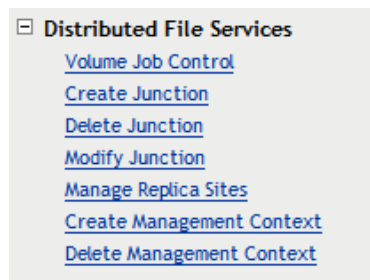 Distributed File Services
Volume Job Control
Create Junction
Delete Junction
Modify Junction
Manage Replica Sites
Create Management Context
Delete Management Context